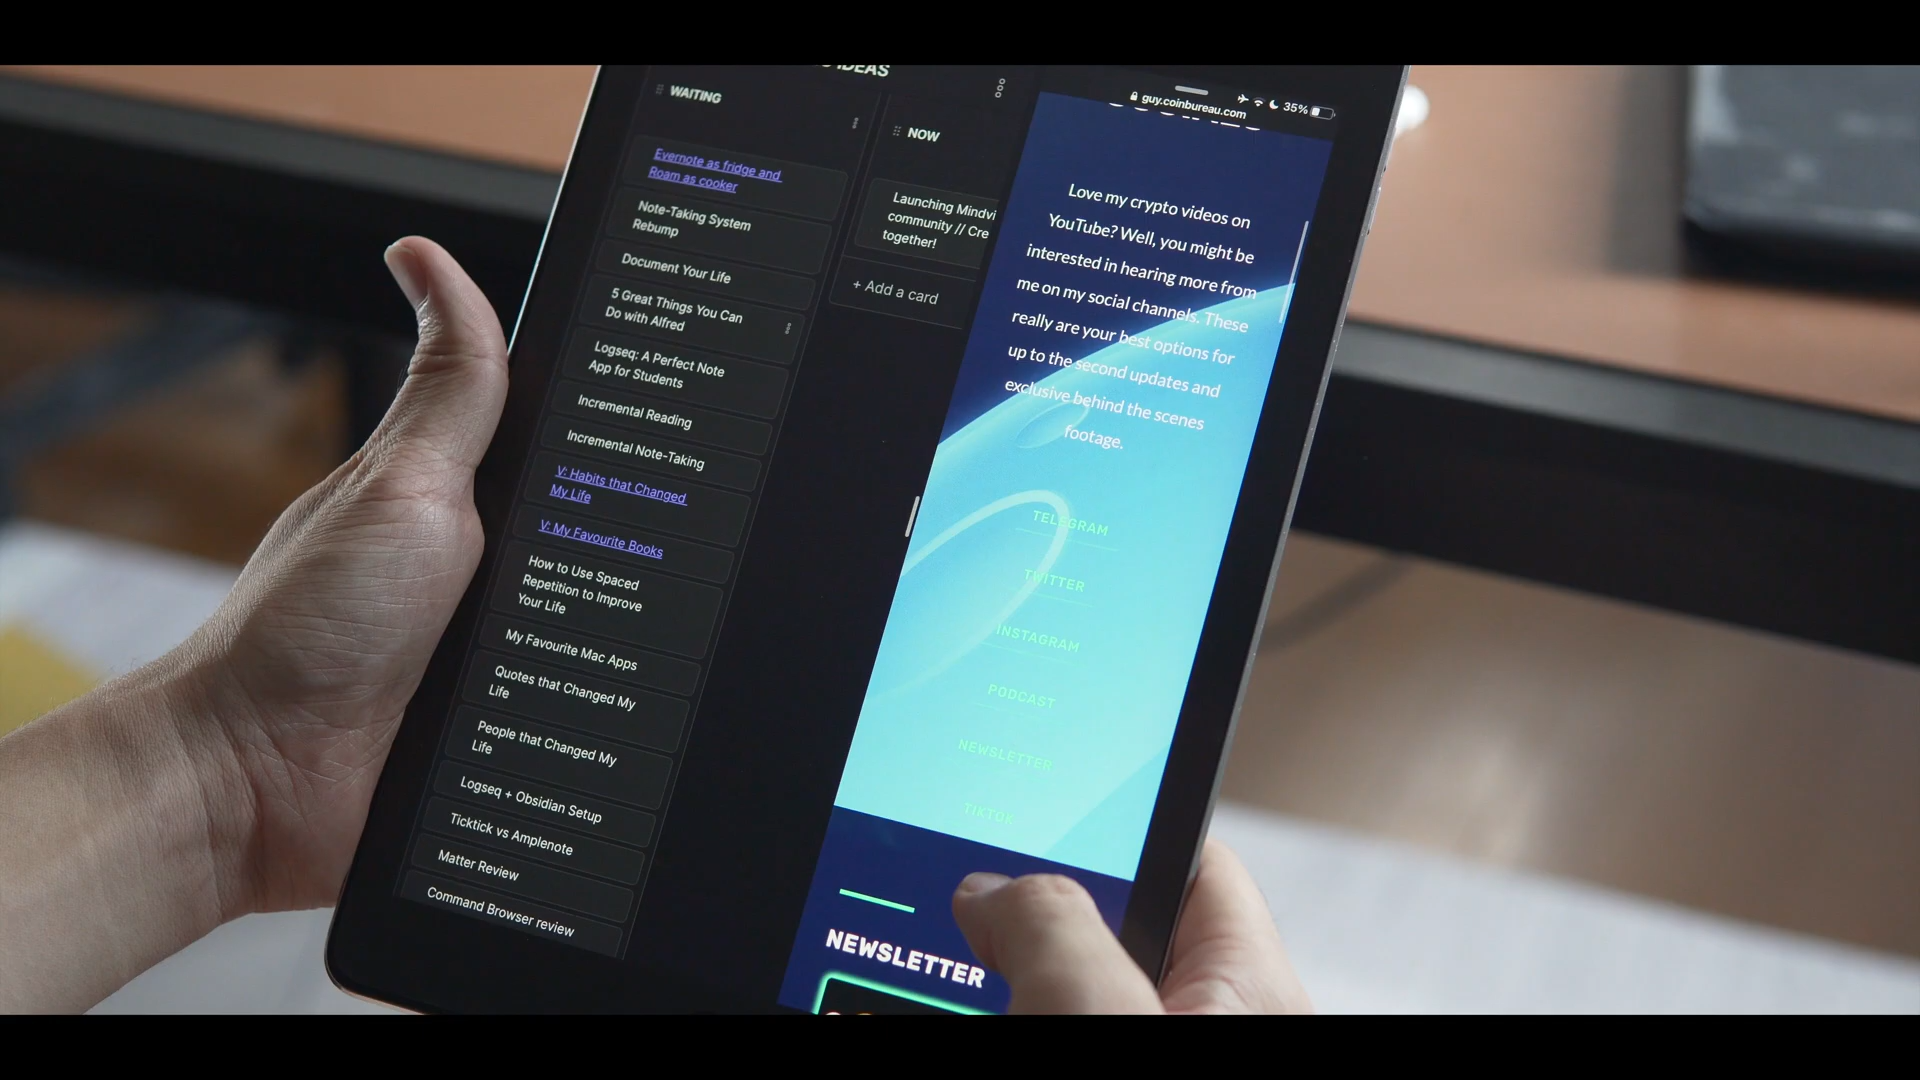 IDEAS
WAITING
Evernote as fridge and
Roam as cooker
Note-Taking System
Rebump
Document Your Life
5 Great Things You Can
Do with Alfred
Logseq: A Perfect Note
App for Students
Incremental Reading
Incremental Note-Taking
V: Habits that Changed
My Life
V: My Favourite Books
How to Use Spaced
Repetition to Improve
Your Life
My Favourite Mac Apps
Quotes that Changed My
Life
People that Changed My
Life
Logseq + Obsidian Setup
Ticktick vs Amplenote
Matter Review
Command Browser review
NOW
Launching Mindvi
community // Cre
together!
+ Add a card
guy.coinbureau.com
35%
Love my crypto videos on
YouTube? Well, you might be
interested in hearing more from
me on my social channels. These
really are your best options for
up to the second updates and
exclusive behind the scenes
footage.
TELEGRAM
TWITTER
INSTAGRAM
PODCAST
NEWSLETTER
TIKTOK
NEWSLETTER